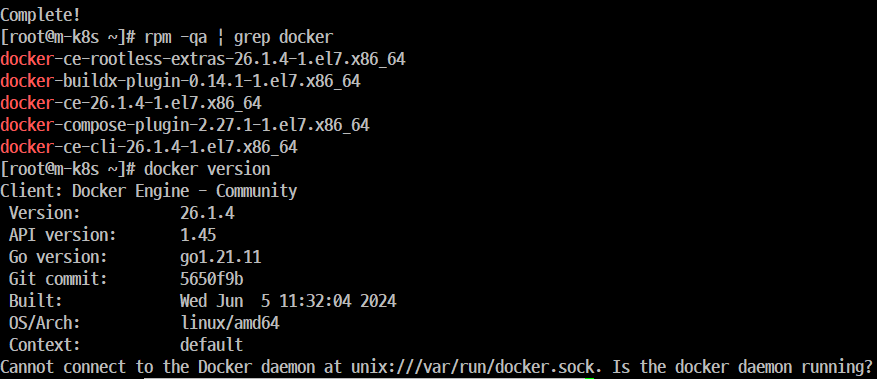 Complete!
[root@m-k8s ~]# rpm -qa | grep docker
docker-ce-rootless-extras-26.1.4-1.el7.x86_64
docker-buildx-plugin-0.14.1-1.el7.x86_64
docker-ce-26.1.4-1.el7.x86_64
docker-compose-plugin-2.27.1-1.el7.x86_64
docker-ce-cli-26.1.4-1.el7.x86_64
[root@m-k8s ~]# docker version
Client: Docker Engine - Community
 Version:           26.1.4
 API version:       1.45
 Go version:        go1.21.11
 Git commit:        5650f9b
 Built:             Wed Jun  5 11:32:04 2024
 OS/Arch:           linux/amd64
 Context:           default
Cannot connect to the Docker daemon at unix:///var/run/docker.sock. Is the docker daemon running?